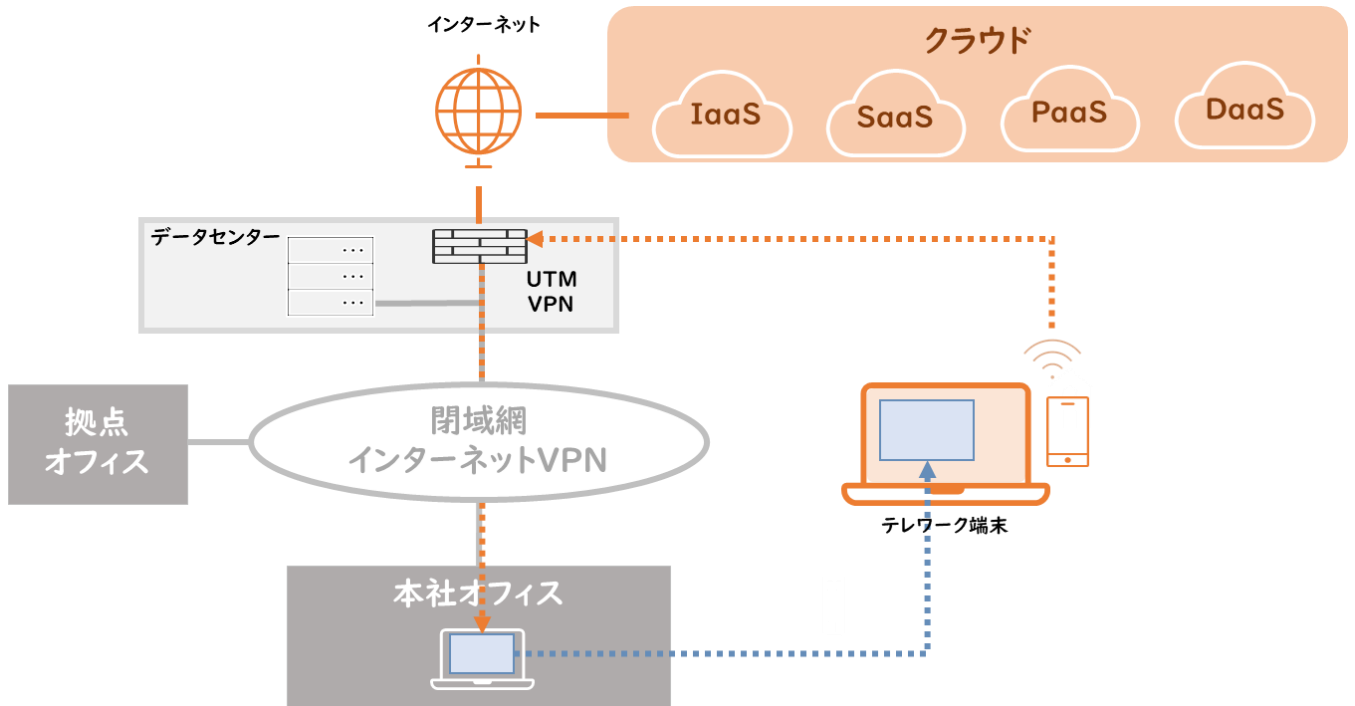 インターネット
クラウド
IaaS
SaaS
PaaS
DaaS
データセンター
UTM
VPN
拠点
オフィス
閉域網
インターネットVPN
テレワーク端末
本社オフィス